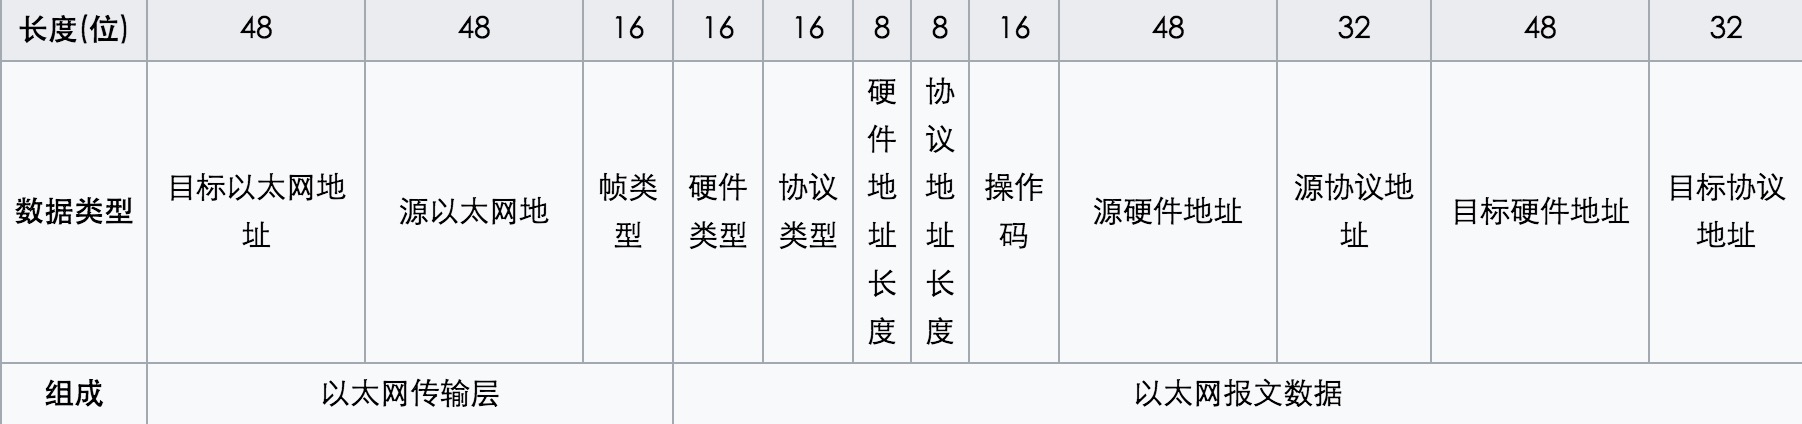 长度(位) 48 48 16 16 16 8 8 16 48 32 48 32
数据类型
目标以太网地
址
源以太网地
帧类
型
硬件
类型
协议
类型
硬
件
地
址
长
度
协
议
地
址
长
度
操作
码
源硬件地址
源协议地
址
目标硬件地址
目标协议
地址
组成 以太网传输层 以太网报文数据